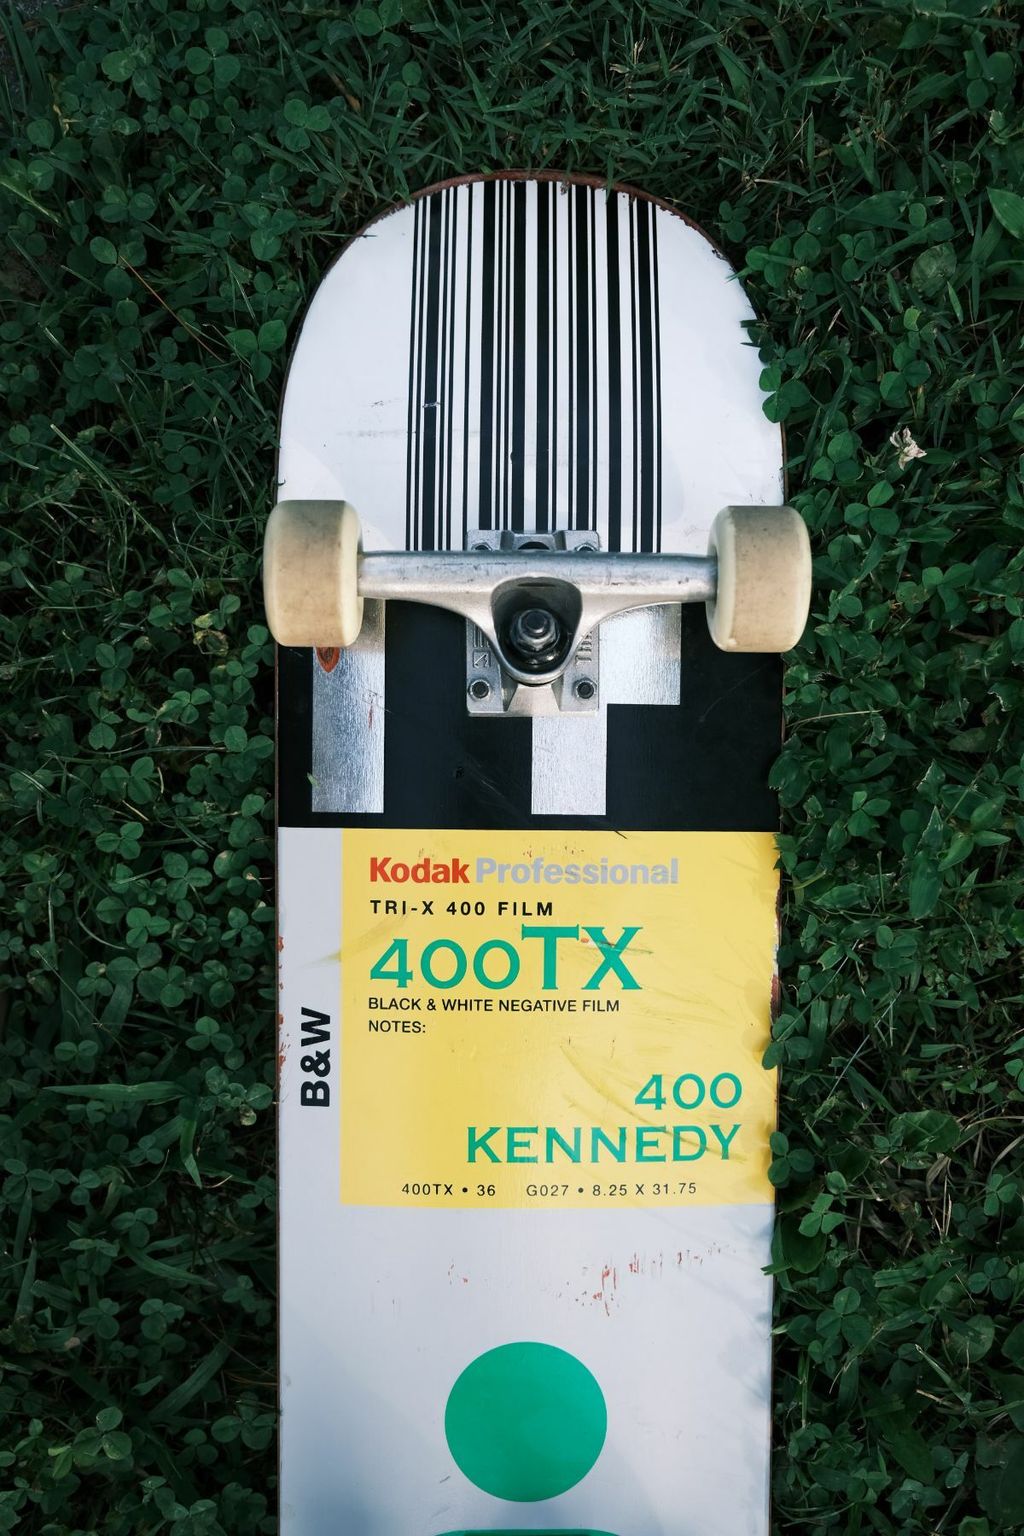 Kodak Professional
TRI-X 400 FILM
400TX
BLACK & WHITE NEGATIVE FILM
NOTES:
B&W
400
KENNEDY
400TX • 36 G027 • 8.25 X 31.75